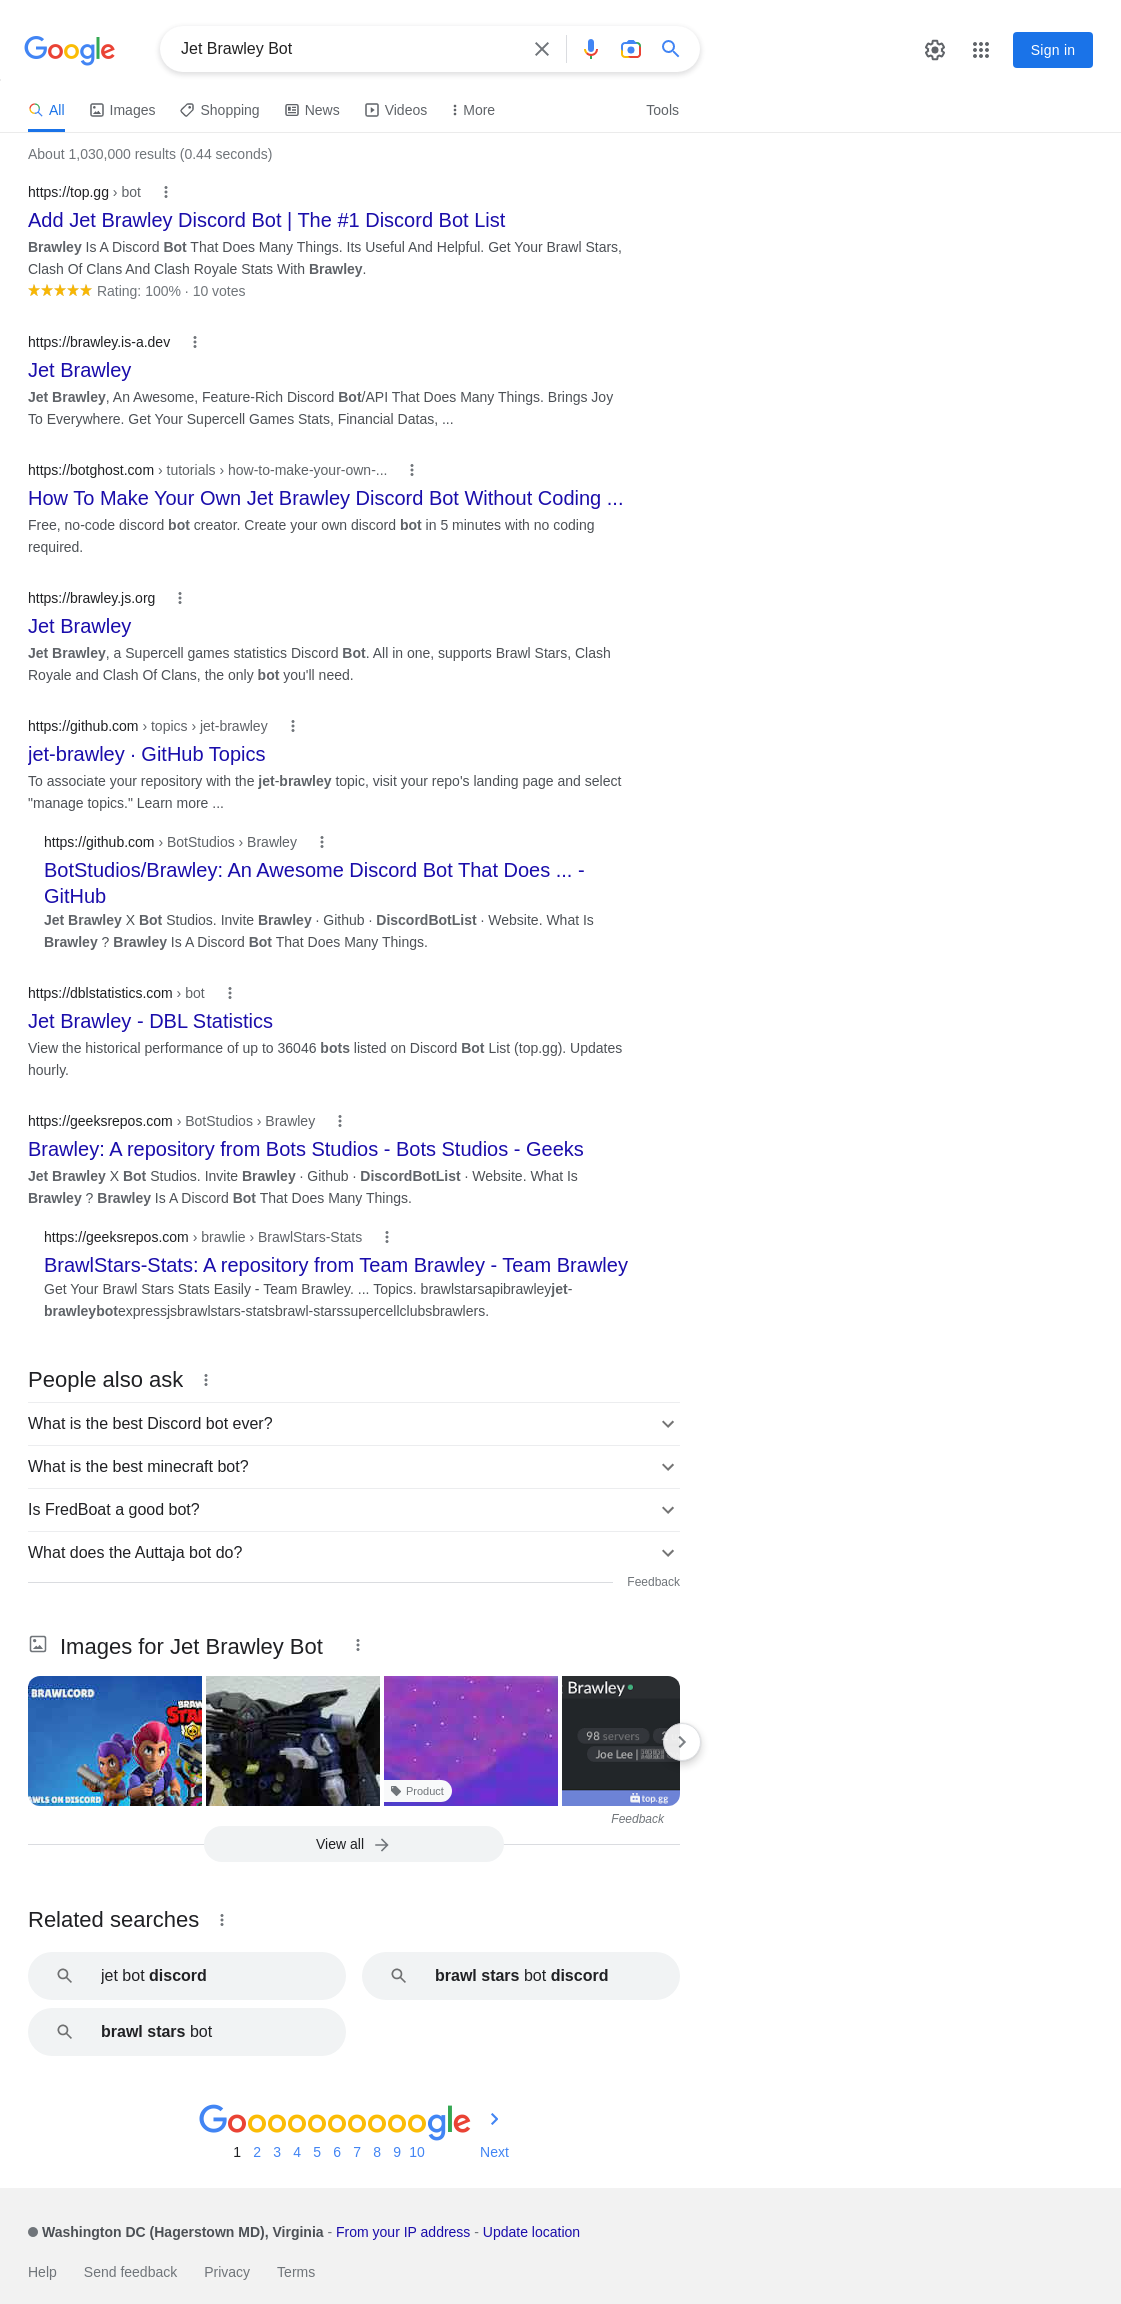 Google
Jet Brawley Bot
Sign in
All
Images
Shopping
News
Videos
More
Tools
About 1,030,000 results (0.44 seconds)
https://top.gg › bot
Add Jet Brawley Discord Bot | The #1 Discord Bot List
Brawley Is A Discord Bot That Does Many Things. Its Useful And Helpful. Get Your Brawl Stars,
Clash Of Clans And Clash Royale Stats With Brawley.
Rating: 100% · 10 votes
https://brawley.is-a.dev
Jet Brawley
Jet Brawley, An Awesome, Feature-Rich Discord Bot/API That Does Many Things. Brings Joy
To Everywhere. Get Your Supercell Games Stats, Financial Datas, ...
https://botghost.com › tutorials › how-to-make-your-own-...
How To Make Your Own Jet Brawley Discord Bot Without Coding ...
Free, no-code discord bot creator. Create your own discord bot in 5 minutes with no coding
required.
https://brawley.js.org
Jet Brawley
Jet Brawley, a Supercell games statistics Discord Bot. All in one, supports Brawl Stars, Clash
Royale and Clash Of Clans, the only bot you'll need.
https://github.com › topics › jet-brawley
jet-brawley · GitHub Topics
To associate your repository with the jet-brawley topic, visit your repo's landing page and select
"manage topics." Learn more ...
https://github.com › BotStudios › Brawley
BotStudios/Brawley: An Awesome Discord Bot That Does ... -
GitHub
Jet Brawley X Bot Studios. Invite Brawley · Github · DiscordBotList · Website. What Is
Brawley ? Brawley Is A Discord Bot That Does Many Things.
https://dblstatistics.com › bot
Jet Brawley - DBL Statistics
View the historical performance of up to 36046 bots listed on Discord Bot List (top.gg). Updates
hourly.
https://geeksrepos.com › BotStudios › Brawley
Brawley: A repository from Bots Studios - Bots Studios - Geeks
Jet Brawley X Bot Studios. Invite Brawley · Github · DiscordBotList · Website. What Is
Brawley ? Brawley Is A Discord Bot That Does Many Things.
https://geeksrepos.com › brawlie › BrawlStars-Stats
BrawlStars-Stats: A repository from Team Brawley - Team Brawley
Get Your Brawl Stars Stats Easily - Team Brawley. ... Topics. brawlstarsapibrawleyjet-
brawleybotexpressjsbrawlstars-statsbrawl-starssupercellclubsbrawlers.
People also ask
What is the best Discord bot ever?
What is the best minecraft bot?
Is FredBoat a good bot?
What does the Auttaja bot do?
Feedback
Images for Jet Brawley Bot
BRAWLCORD
AWLS ON DISCORD
Product
Brawley
98 servers
Joe Lee |
top.gg
Feedback
View all
Related searches
jet bot discord
brawl stars bot discord
brawl stars bot
Goooooooooogle
1 2 3 4 5 6 7 8 9 10 Next
Washington DC (Hagerstown MD), Virginia - From your IP address - Update location
Help Send feedback Privacy Terms